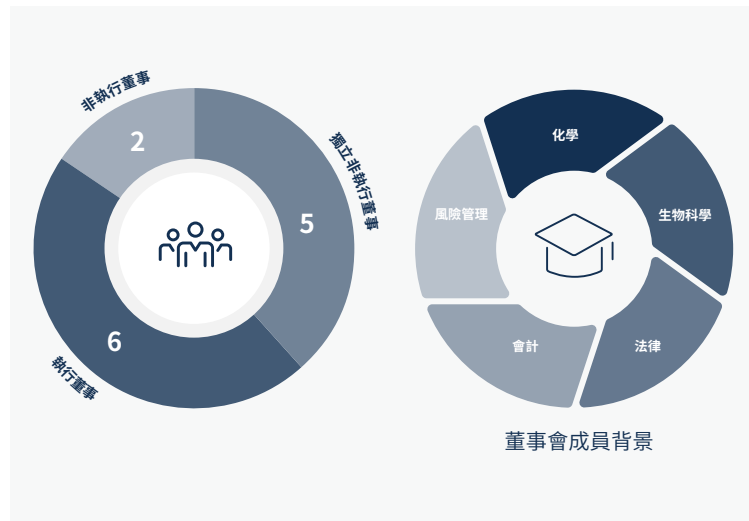 非執行董事
2
獨立非執行董事
5
6
執行董事
化學
生物科學
風險管理
會計
法律
董事會成員背景